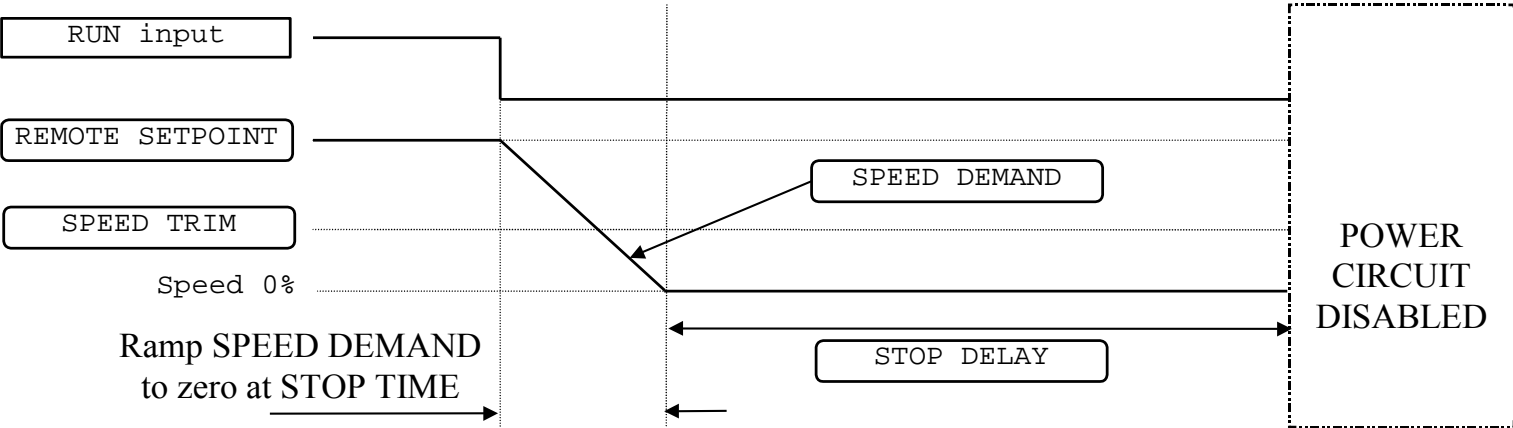 RUN input
REMOTE SETPOINT
SPEED DEMAND
SPEED TRIM
Speed 0%
POWER
CIRCUIT
DISABLED
Ramp SPEED DEMAND
to zero at STOP TIME
STOP DELAY